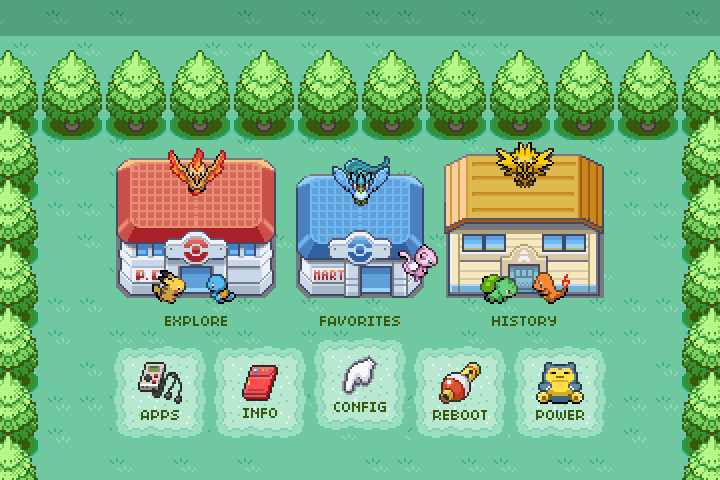 MART
EXPLORE
FAVORITES
HISTORY
APPS
INFO
CONFIG
REBOOT
POWER